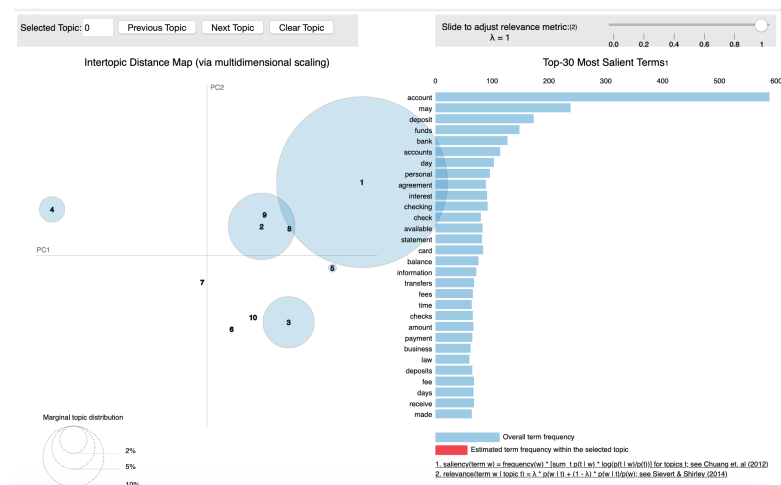 Selected Topic: 0 Previous Topic Next Topic Clear Topic
Slide to adjust relevance metric:(2)
λ = 1
0.0 0.2 0.4 0.6 0.8 1
Intertopic Distance Map (via multidimensional scaling)
PC2
PC1
1
2
3
4
5
6
7
8
9
10
Marginal topic distribution
2%
5%
10%
Top-30 Most Salient Terms1
0 100 200 300 400 500 600
account
may
deposit
funds
bank
accounts
day
personal
agreement
interest
checking
check
available
statement
card
balance
information
transfers
fees
time
checks
amount
payment
business
law
deposits
fee
days
receive
made
Overall term frequency
Estimated term frequency within the selected topic
1. saliency(term w) = frequency(w) * [sum_t p(t | w) * log(p(t | w)/p(t))] for topics t; see Chuang et. al (2012)
2. relevance(term w | topic t) = λ * p(w | t) + (1 - λ) * p(w | t)/p(w); see Sievert & Shirley (2014)